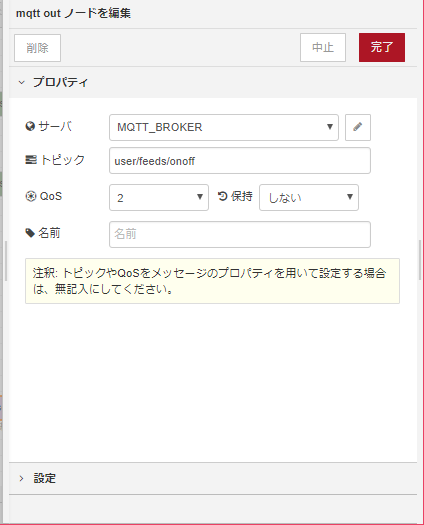 mqtt out ノードを編集
削除
中止
完了
プロパティ
サーバ
MQTT_BROKER
トピック
user/feeds/onoff
QoS
2
保持
しない
名前
名前
注釈: トピックやQoSをメッセージのプロパティを用いて設定する場合
は、無記入にしてください。
設定